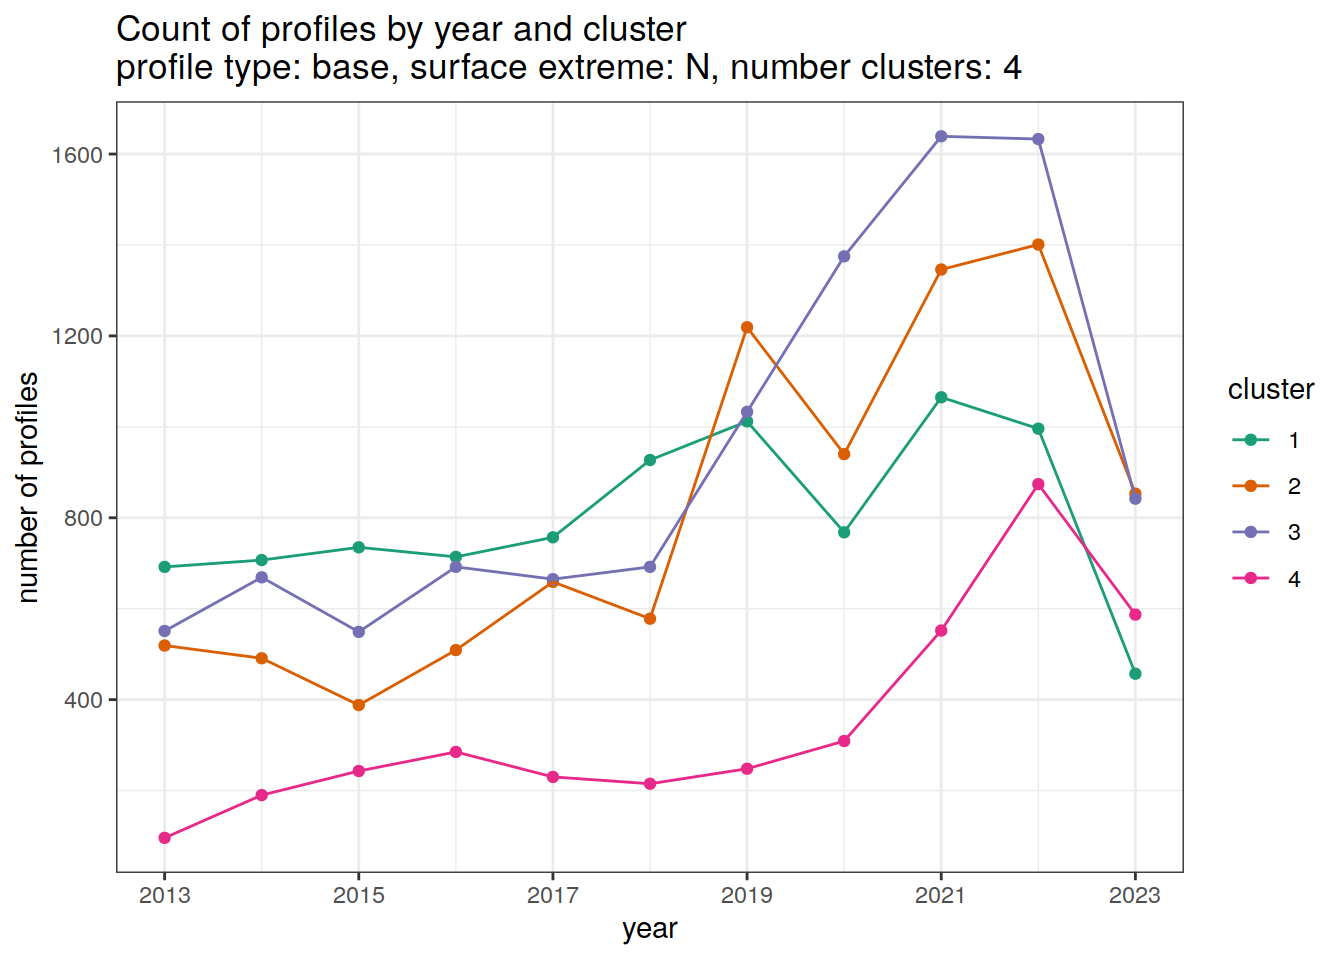 Count of profiles by year and cluster
profile type: base, surface extreme: N, number clusters: 4
1600
1200
800
400
number of profiles
2013
2015
2017
2019
2021
2023
year
cluster
1
2
3
4